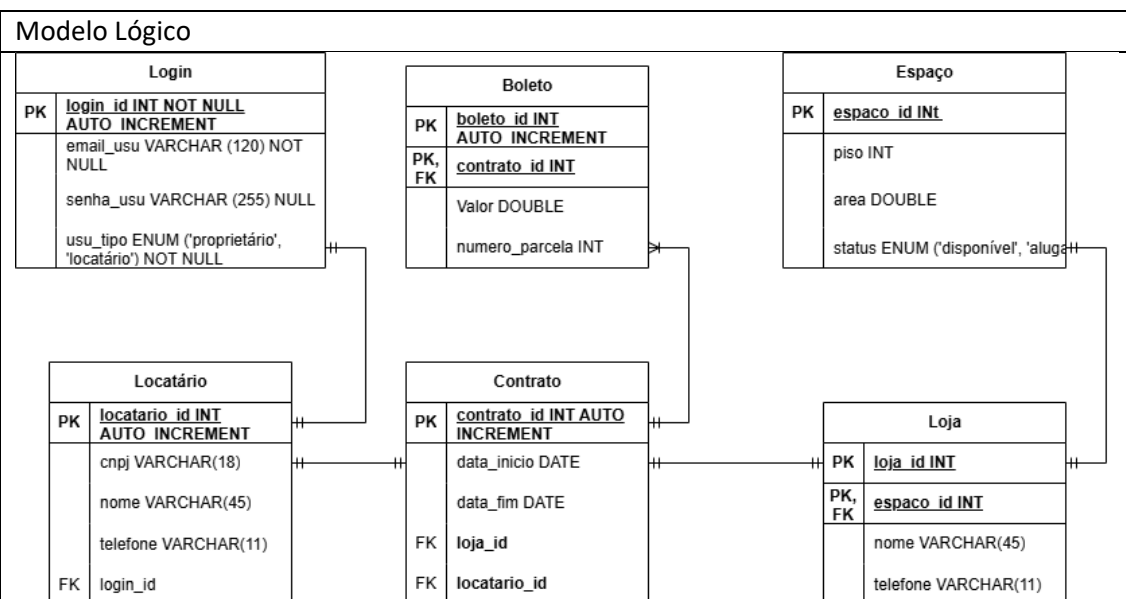 Modelo Lógico
Login
PK
login_id INT NOT NULL
AUTO_INCREMENT
email_usu VARCHAR (120) NOT
NULL
senha_usu VARCHAR (255) NULL
usu_tipo ENUM ('proprietário',
'locatário') NOT NULL
Boleto
PK
boleto_id INT
AUTO_INCREMENT
PK,
FK
contrato_id INT
Valor DOUBLE
numero_parcela INT
Espaço
PK
espaco_id INt
piso INT
area DOUBLE
status ENUM ('disponível', 'aluga
Locatário
PK
locatario_id INT
AUTO_INCREMENT
cnpj VARCHAR(18)
nome VARCHAR(45)
telefone VARCHAR(11)
FK login_id
Contrato
PK
contrato_id INT AUTO
INCREMENT
data_inicio DATE
data_fim DATE
FK loja_id
FK locatario_id
Loja
PK loja_id INT
PK,
FK
espaco_id INT
nome VARCHAR(45)
telefone VARCHAR(11)